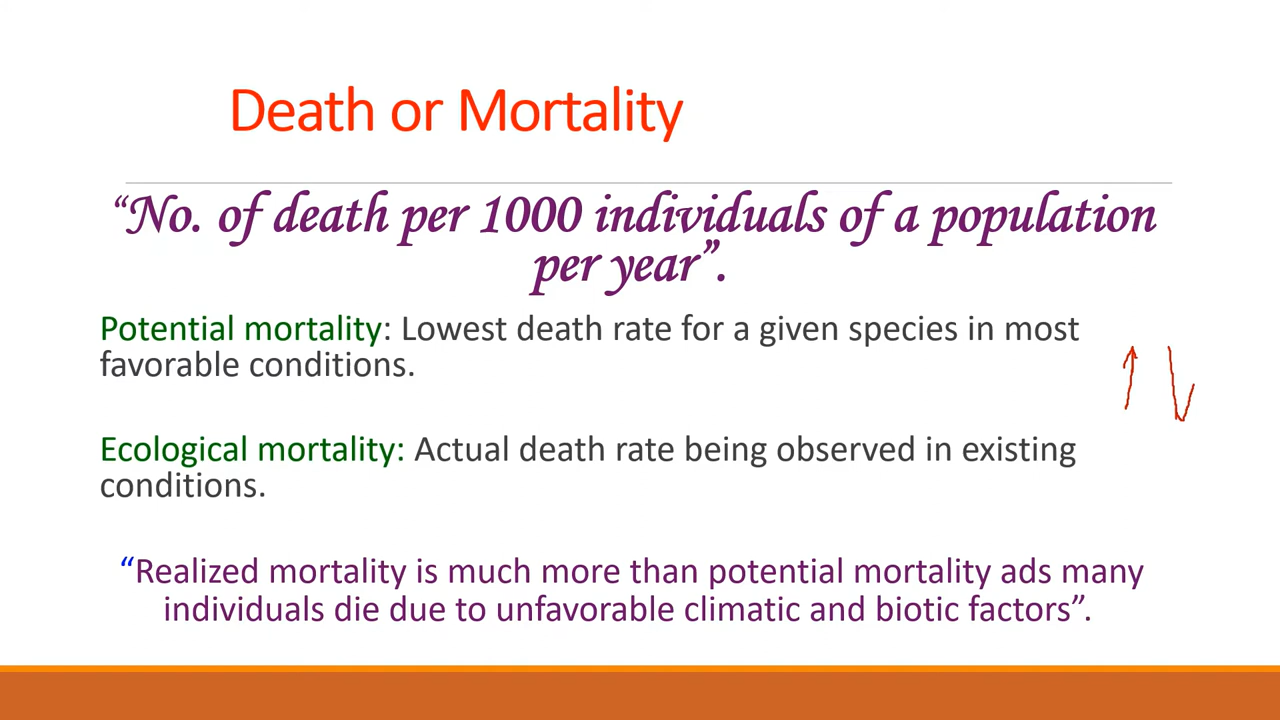 Death or Mortality
“No. of death per 1000 individuals of a population
per year”.
Potential mortality: Lowest death rate for a given species in most
favorable conditions.
Ecological mortality: Actual death rate being observed in existing
conditions.
“Realized mortality is much more than potential mortality ads many
individuals die due to unfavorable climatic and biotic factors”.